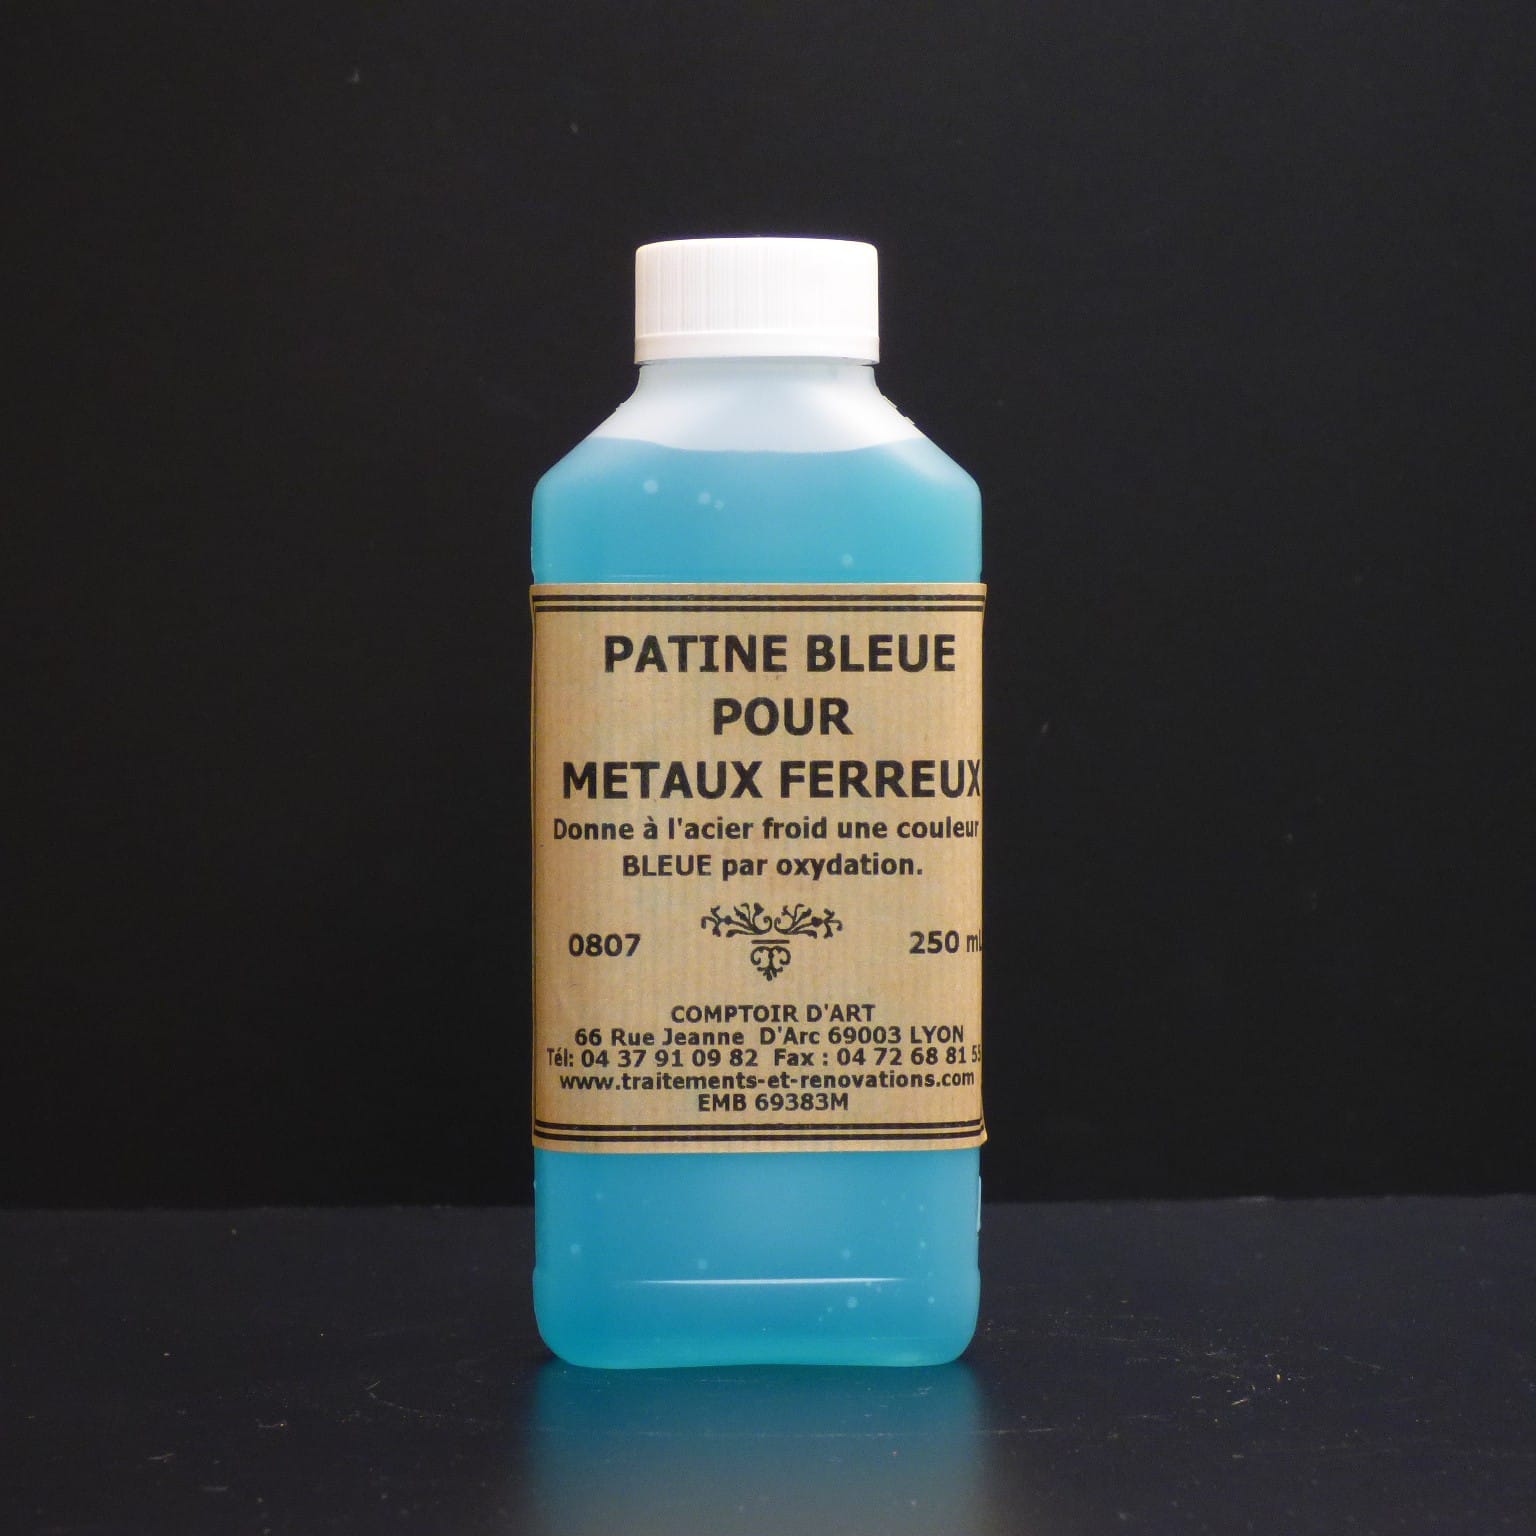 PATINE BLEUE
POUR
METAUX FERREUX
Donne à l'acier froid une couleur
BLEUE par oxydation.
0807 250 mL
COMPTOIR D'ART
66 Rue Jeanne D'Arc 69003 LYON
Tél: 04 37 91 09 82 Fax : 04 72 68 81 55
www.traitements-et-renovations.com
EMB 69383M